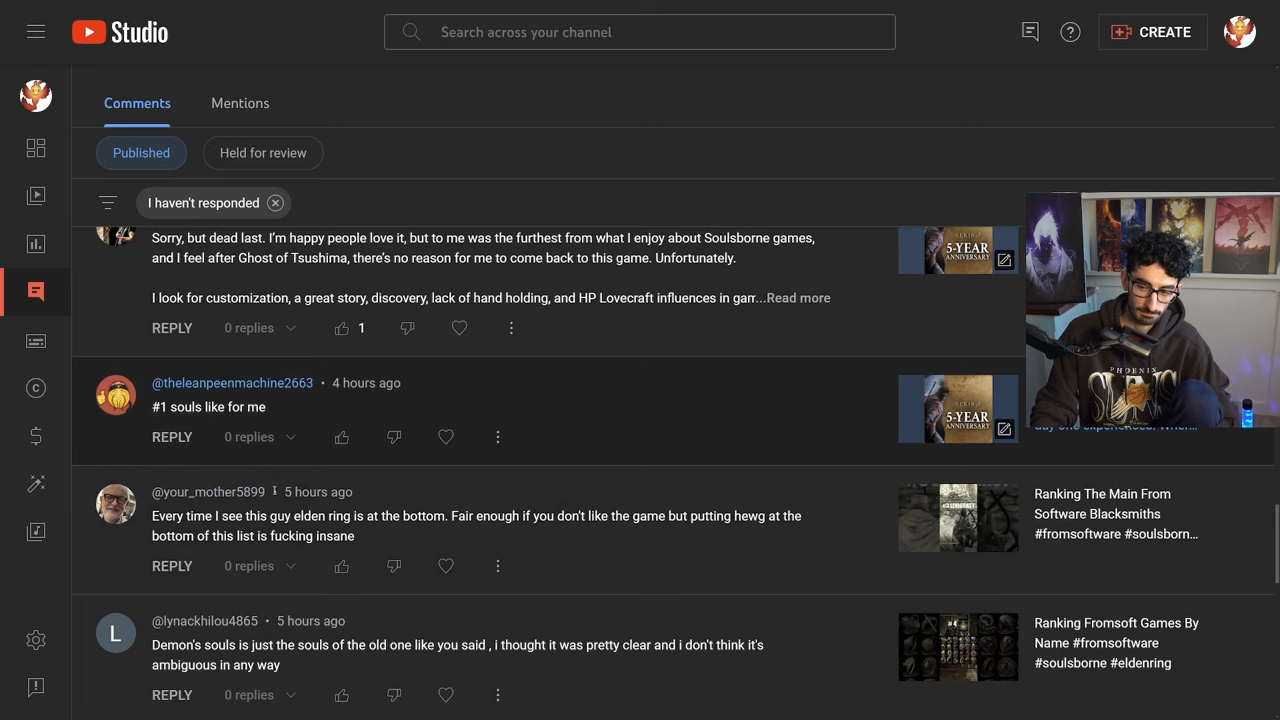 Studio
Search across your channel
CREATE
Comments
Mentions
Published
Held for review
I haven't responded
Sorry, but dead last. I'm happy people love it, but to me was the furthest from what I enjoy about Soulsborne games,
and I feel after Ghost of Tsushima, there's no reason for me to come back to this game. Unfortunately.
I look for customization, a great story, discovery, lack of hand holding, and HP Lovecraft influences in gam...Read more
5-YEAR
ANNIVERSARY
REPLY
0 replies
1
@theleanpeenmachine2663 • 4 hours ago
#1 souls like for me
REPLY
0 replies
SEKIRO
5-YEAR
ANNIVERSARY
PHOENIX
SUNS
day one experiences. Wher...
@your_mother5899
5 hours ago
Every time I see this guy elden ring is at the bottom. Fair enough if you don't like the game but putting hewg at the
bottom of this list is fucking insane
REPLY
0 replies
#3 LENIGRAST
Ranking The Main From
Software Blacksmiths
#fromsoftware #soulsborn...
L
@lynackhilou4865 • 5 hours ago
Demon's souls is just the souls of the old one like you said , i thought it was pretty clear and i don't think it's
ambiguous in any way
REPLY
0 replies
Ranking Fromsoft Games By
Name #fromsoftware
#soulsborne #eldenring